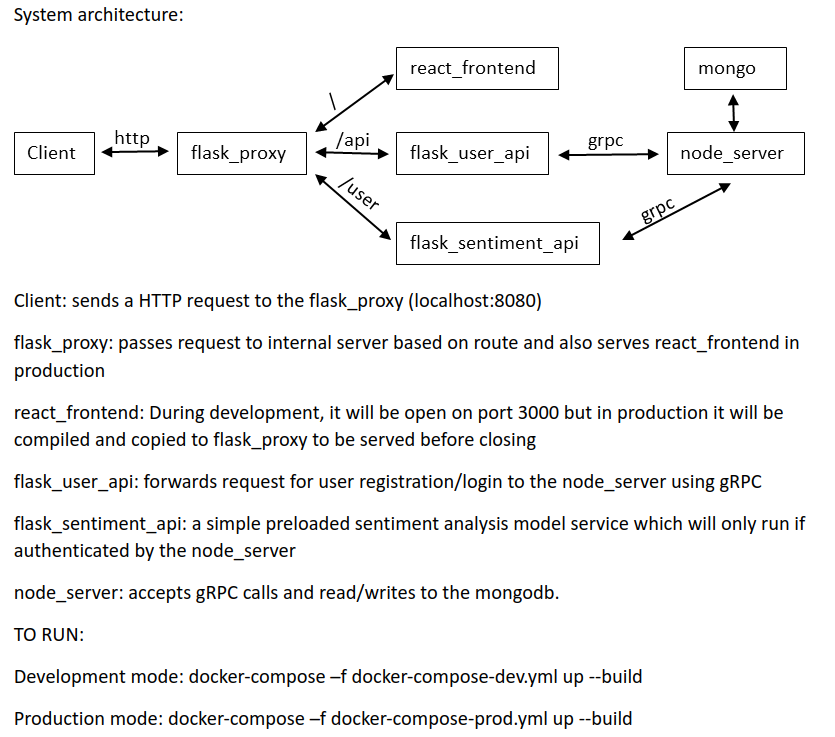 System architecture:
react_frontend
mongo
\
Client
http
flask_proxy
/api
flask_user_api
grpc
node_server
/user
flask_sentiment_api
grpc
Client: sends a HTTP request to the flask_proxy (localhost:8080)
flask_proxy: passes request to internal server based on route and also serves react_frontend in
production
react_frontend: During development, it will be open on port 3000 but in production it will be
compiled and copied to flask_proxy to be served before closing
flask_user_api: forwards request for user registration/login to the node_server using gRPC
flask_sentiment_api: a simple preloaded sentiment analysis model service which will only run if
authenticated by the node_server
node_server: accepts gRPC calls and read/writes to the mongodb.
TO RUN:
Development mode: docker-compose –f docker-compose-dev.yml up --build
Production mode: docker-compose –f docker-compose-prod.yml up --build